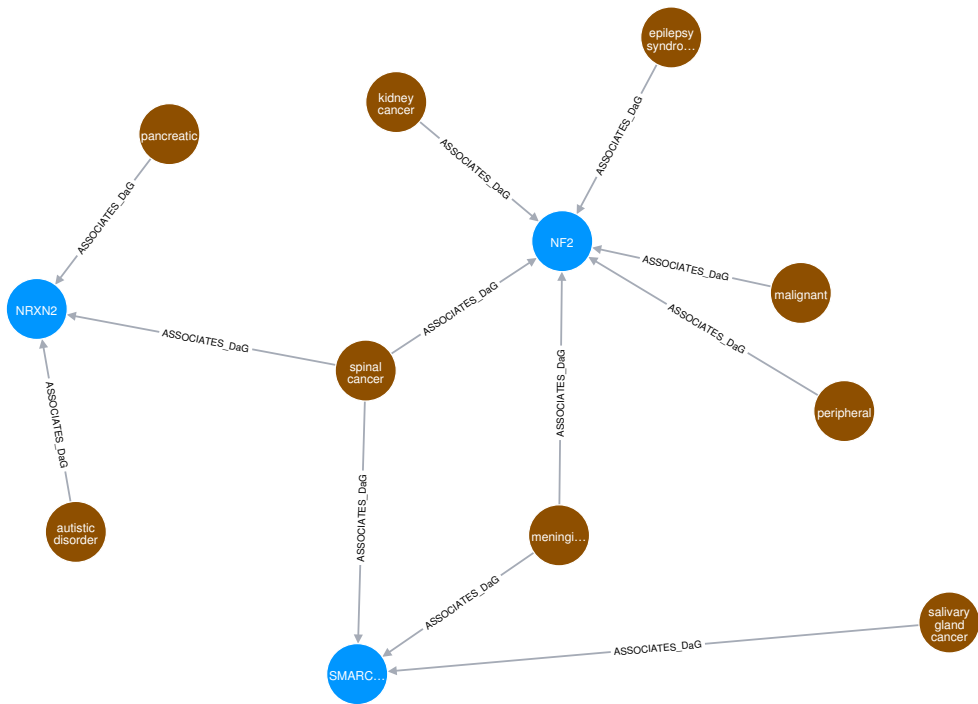 epilepsy
syndro...
kidney
cancer
ASSOCIATES_DaG
ASSOCIATES_DaG
pancreatic
ASSOCIATES_DaG
NF2
ASSOCIATES_DaG
malignant
NRXN2
ASSOCIATES_DaG
ASSOCIATES_DaG
ASSOCIATES_DaG
spinal
cancer
ASSOCIATES_DaG
peripheral
ASSOCIATES_DaG
ASSOCIATES_DaG
autistic
disorder
meningi...
ASSOCIATES_DaG
salivary
gland
cancer
ASSOCIATES_DaG
SMARC...